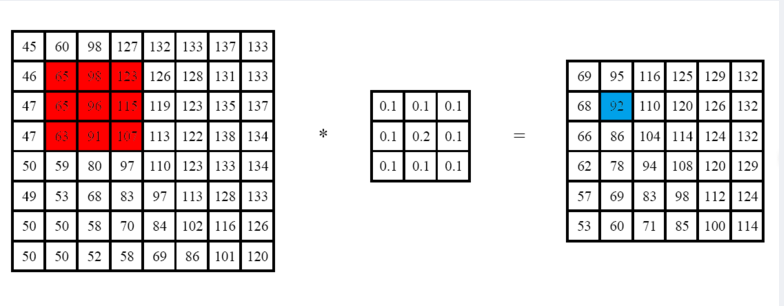 45 60 98 127 132 133 137 133
46 65 98 123 126 128 131 133
47 65 96 115 119 123 135 137
47 63 91 107 113 122 138 134
50 59 80 97 110 123 133 134
49 53 68 83 97 113 128 133
50 50 58 70 84 102 116 126
50 50 52 58 69 86 101 120
*
0.1 0.1 0.1
0.1 0.2 0.1
0.1 0.1 0.1
=
69 95 116 125 129 132
68 92 110 120 126 132
66 86 104 114 124 132
62 78 94 108 120 129
57 69 83 98 112 124
53 60 71 85 100 114